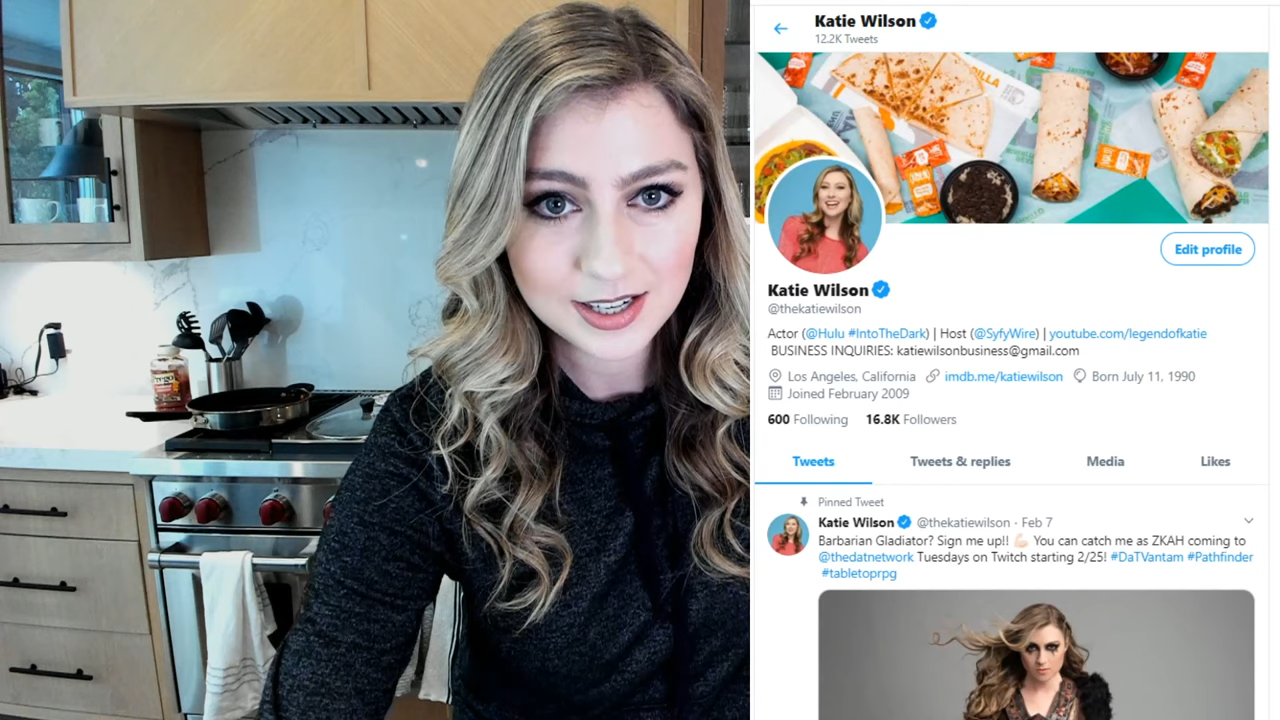 Katie Wilson
12.2K Tweets
Edit profile
Katie Wilson
@thekatiewilson
Actor (@Hulu #IntoTheDark) | Host (@SyfyWire) | youtube.com/legendofkatie
BUSINESS INQUIRIES: katiewilsonbusiness@gmail.com
Los Angeles, California imdb.me/katiewilson Born July 11, 1990
Joined February 2009
600 Following 16.8K Followers
Tweets Tweets & replies Media Likes
Pinned Tweet
Katie Wilson @thekatiewilson · Feb 7
Barbarian Gladiator? Sign me up!! 💪🏻 You can catch me as ZKAH coming to
@thedatnetwork Tuesdays on Twitch starting 2/25! #DaTVantam #Pathfinder
#tabletoprpg